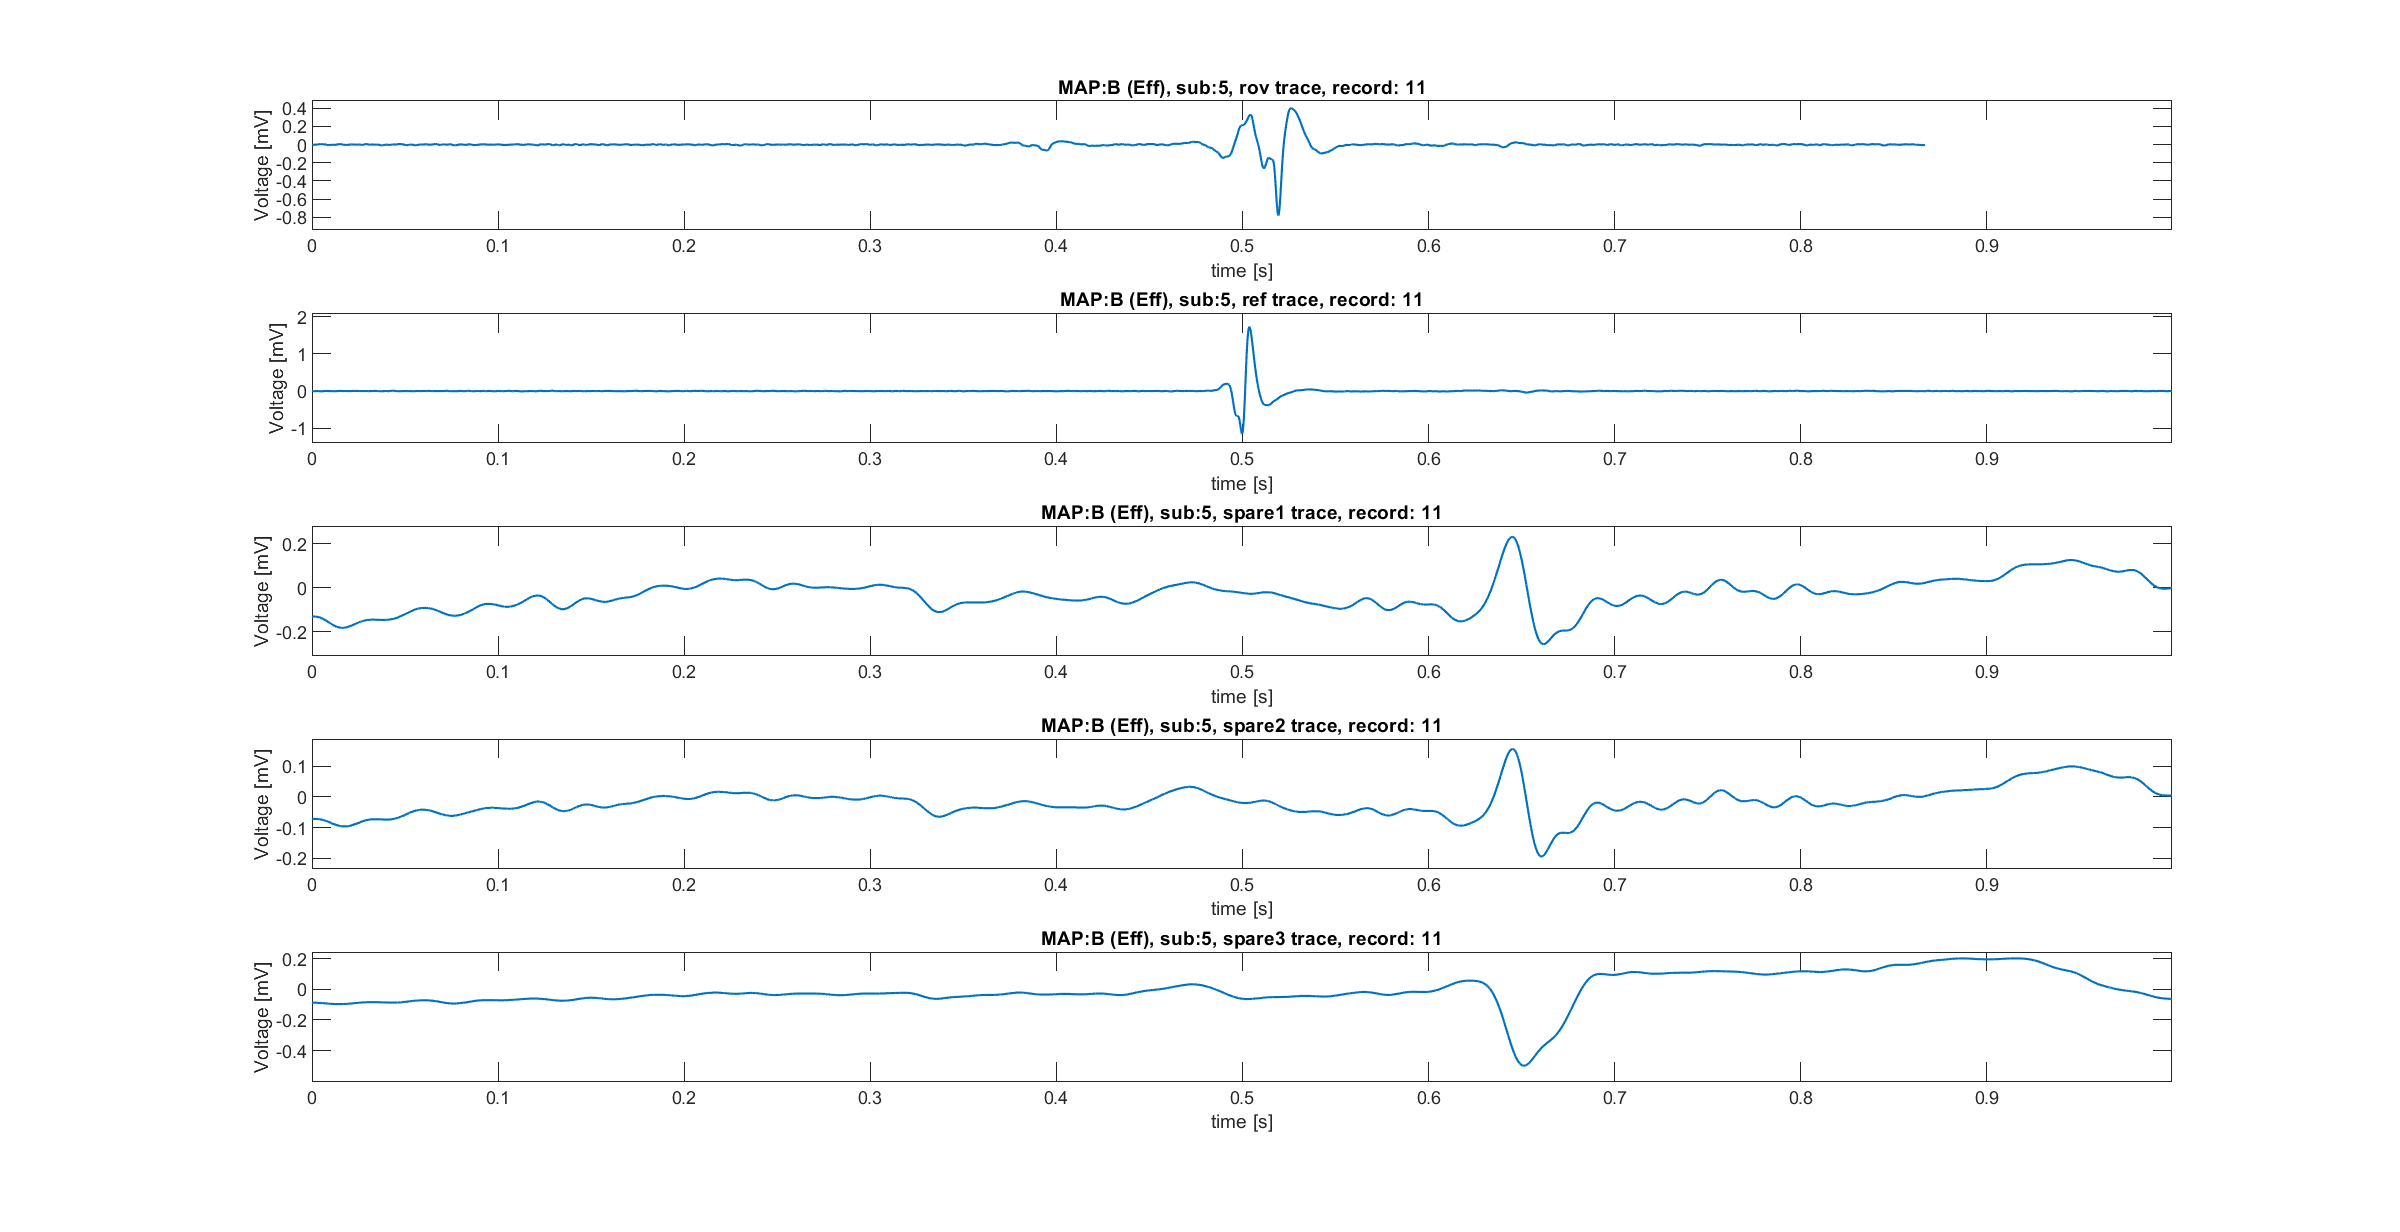 MAP:B (Eff), sub:5, rov trace, record: 11
Voltage [mV]
0.4
0.2
0
-0.2
-0.4
-0.6
-0.8
0 0.1 0.2 0.3 0.4 0.5 0.6 0.7 0.8 0.9
time [s]
MAP:B (Eff), sub:5, ref trace, record: 11
Voltage [mV]
2
1
0
-1
0 0.1 0.2 0.3 0.4 0.5 0.6 0.7 0.8 0.9
time [s]
MAP:B (Eff), sub:5, spare1 trace, record: 11
Voltage [mV]
0.2
0
-0.2
0 0.1 0.2 0.3 0.4 0.5 0.6 0.7 0.8 0.9
time [s]
MAP:B (Eff), sub:5, spare2 trace, record: 11
Voltage [mV]
0.1
0
-0.1
-0.2
0 0.1 0.2 0.3 0.4 0.5 0.6 0.7 0.8 0.9
time [s]
MAP:B (Eff), sub:5, spare3 trace, record: 11
Voltage [mV]
0.2
0
-0.2
-0.4
0 0.1 0.2 0.3 0.4 0.5 0.6 0.7 0.8 0.9
time [s]